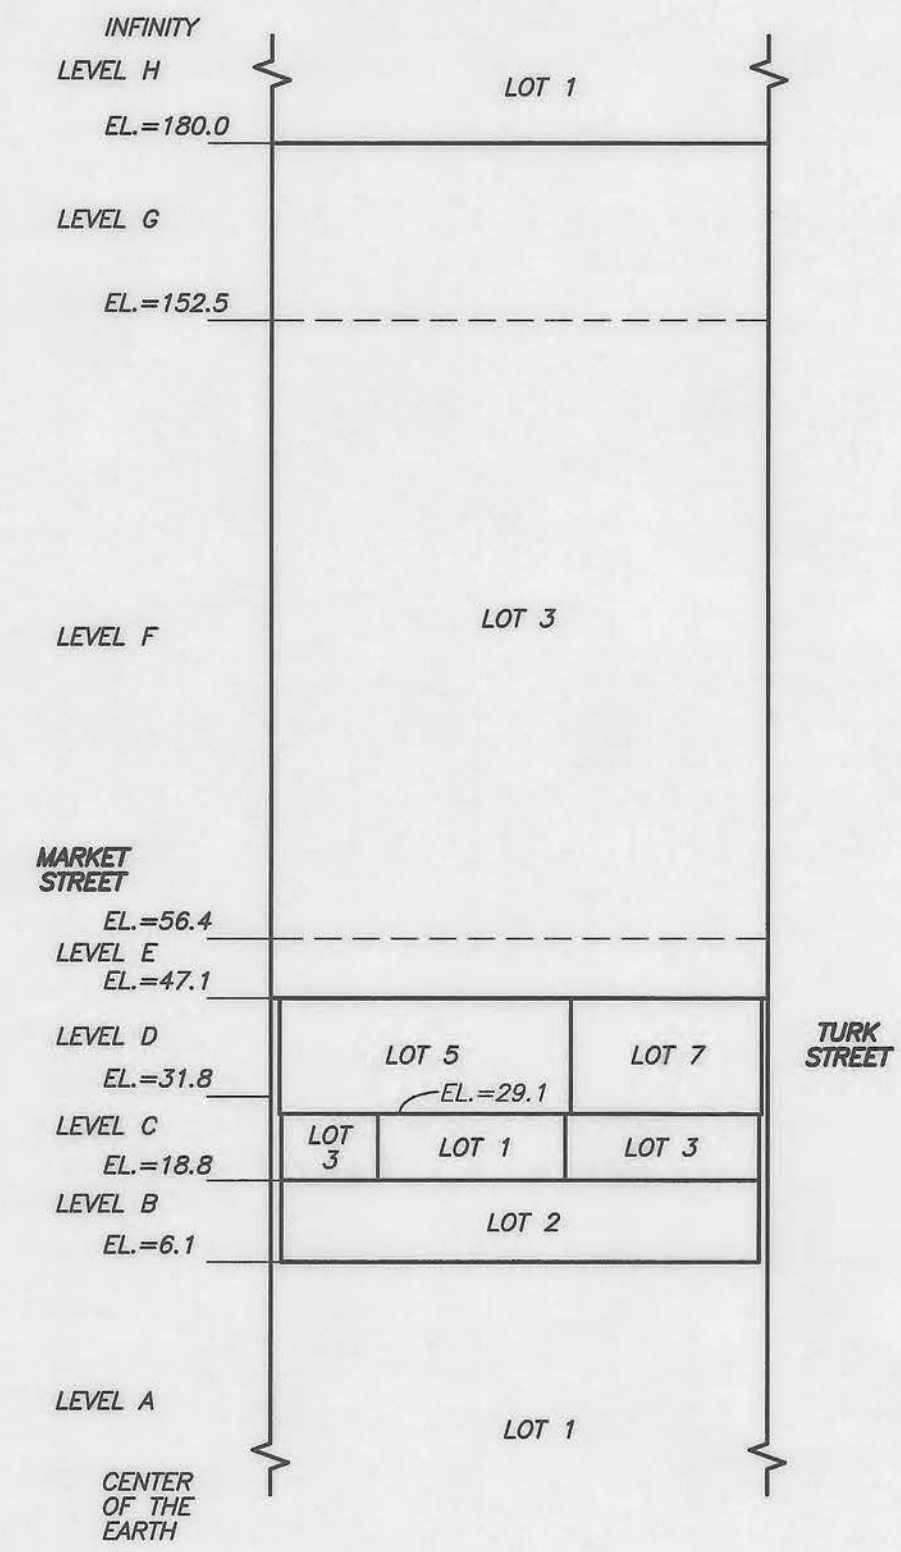 INFINITY
LEVEL H
LOT 1
EL.=180.0
LEVEL G
EL.=152.5
LOT 3
LEVEL F
MARKET
STREET
EL.=56.4
LEVEL E
EL.=47.1
LEVEL D
LOT 5
LOT 7
TURK
STREET
EL.=31.8
EL.=29.1
LEVEL C
LOT
3
LOT 1
LOT 3
EL.=18.8
LEVEL B
LOT 2
EL.=6.1
LEVEL A
LOT 1
CENTER
OF THE
EARTH